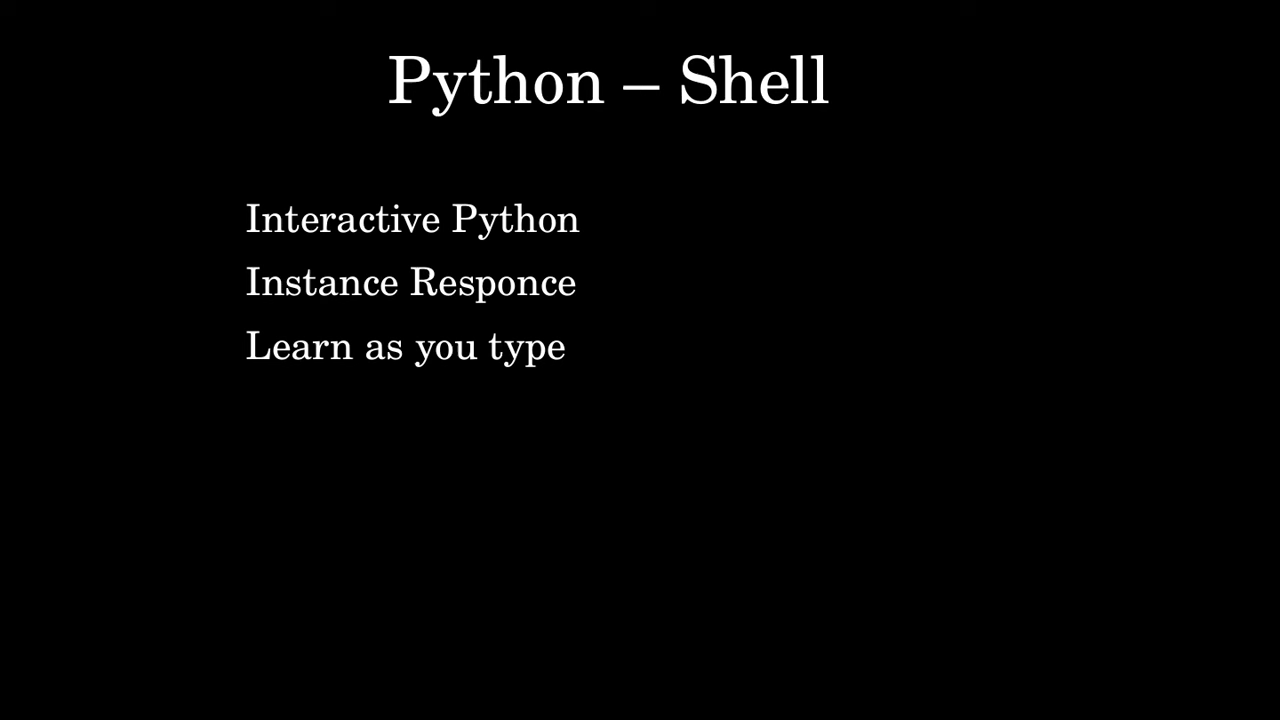 Python – Shell
Interactive Python
Instance Responce
Learn as you type